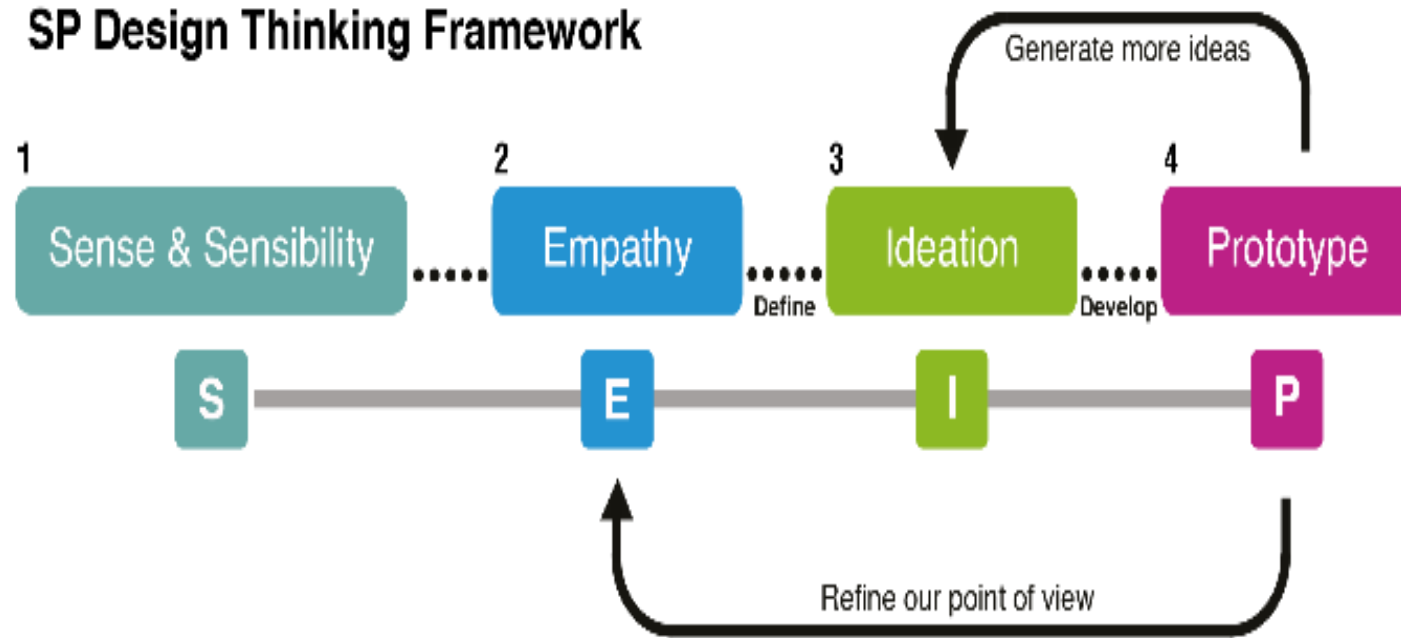 SP Design Thinking Framework
Generate more ideas
1
2
3
4
Sense & Sensibility
Empathy
Ideation
Prototype
Define
Develop
S
E
I
P
Refine our point of view